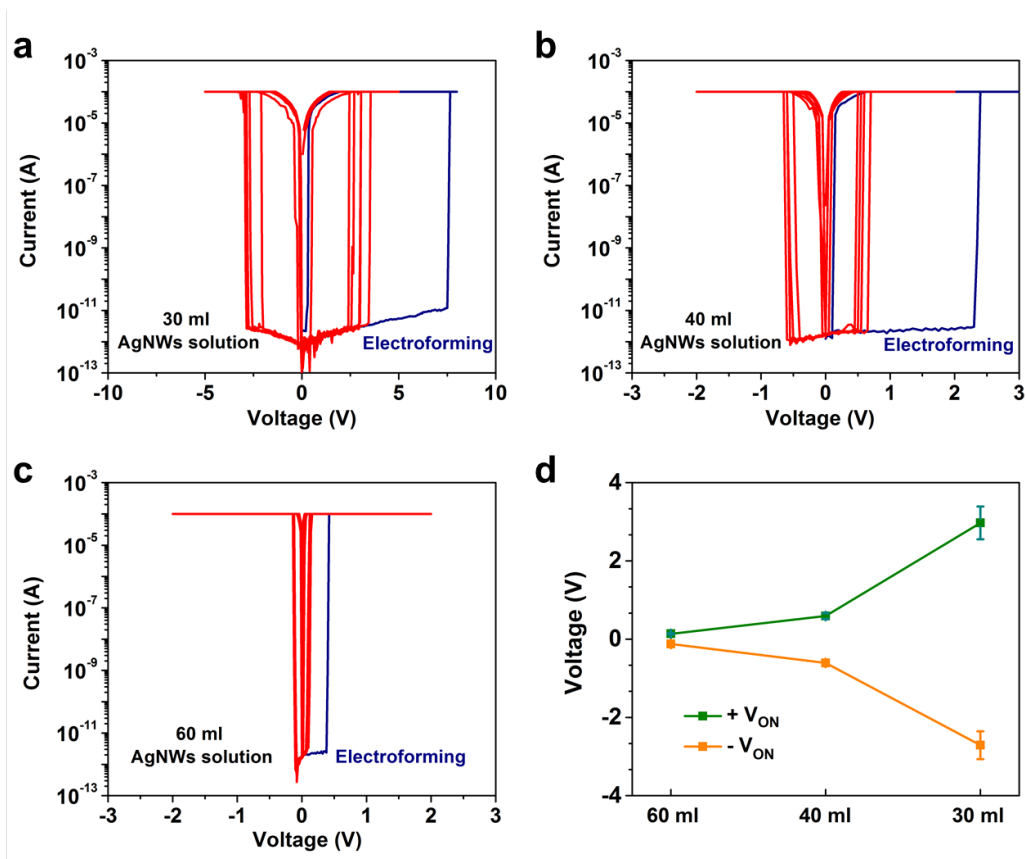 a
10⁻³
10⁻⁵
10⁻⁷
10⁻⁹
10⁻¹¹
10⁻¹³
Current (A)
30 ml
AgNWs solution
Electroforming
-10
-5
0
5
10
Voltage (V)
b
10⁻³
10⁻⁵
10⁻⁷
10⁻⁹
10⁻¹¹
10⁻¹³
Current (A)
40 ml
AgNWs solution
Electroforming
-3
-2
-1
0
1
2
3
Voltage (V)
c
10⁻³
10⁻⁵
10⁻⁷
10⁻⁹
10⁻¹¹
10⁻¹³
Current (A)
60 ml
AgNWs solution
Electroforming
-3
-2
-1
0
1
2
3
Voltage (V)
d
4
2
0
-2
-4
Voltage (V)
+ V_ON
- V_ON
60 ml
40 ml
30 ml